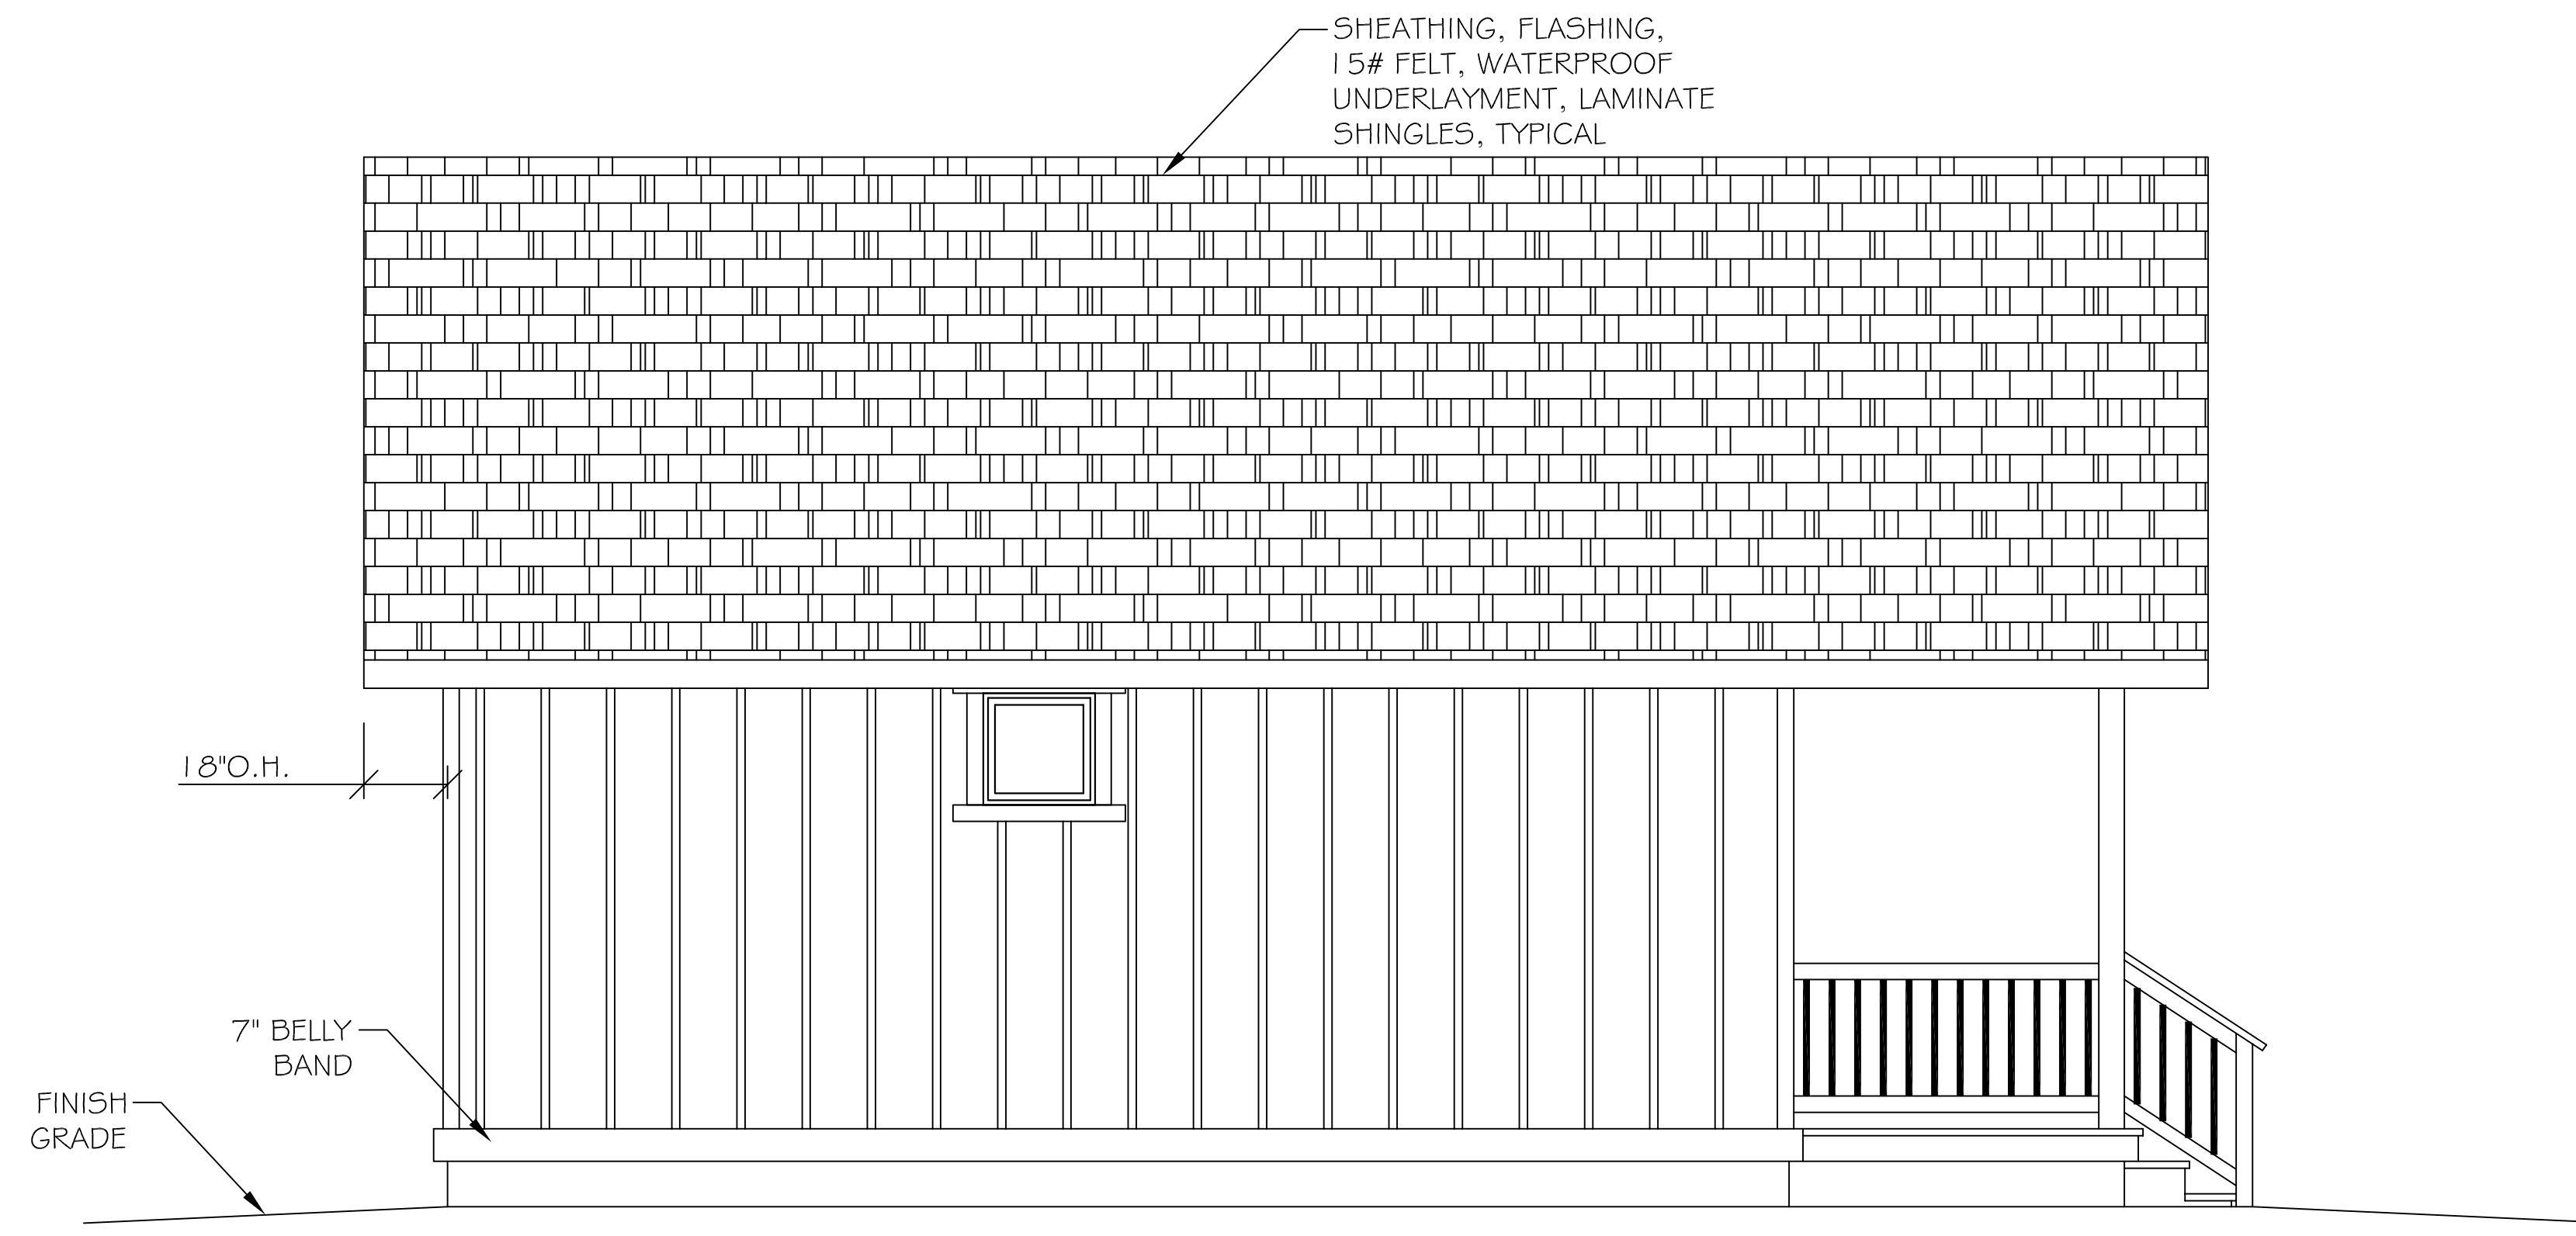 SHEATHING, FLASHING,
15# FELT, WATERPROOF
UNDERLAYMENT, LAMINATE
SHINGLES, TYPICAL
18"O.H.
7" BELLY
BAND
FINISH
GRADE